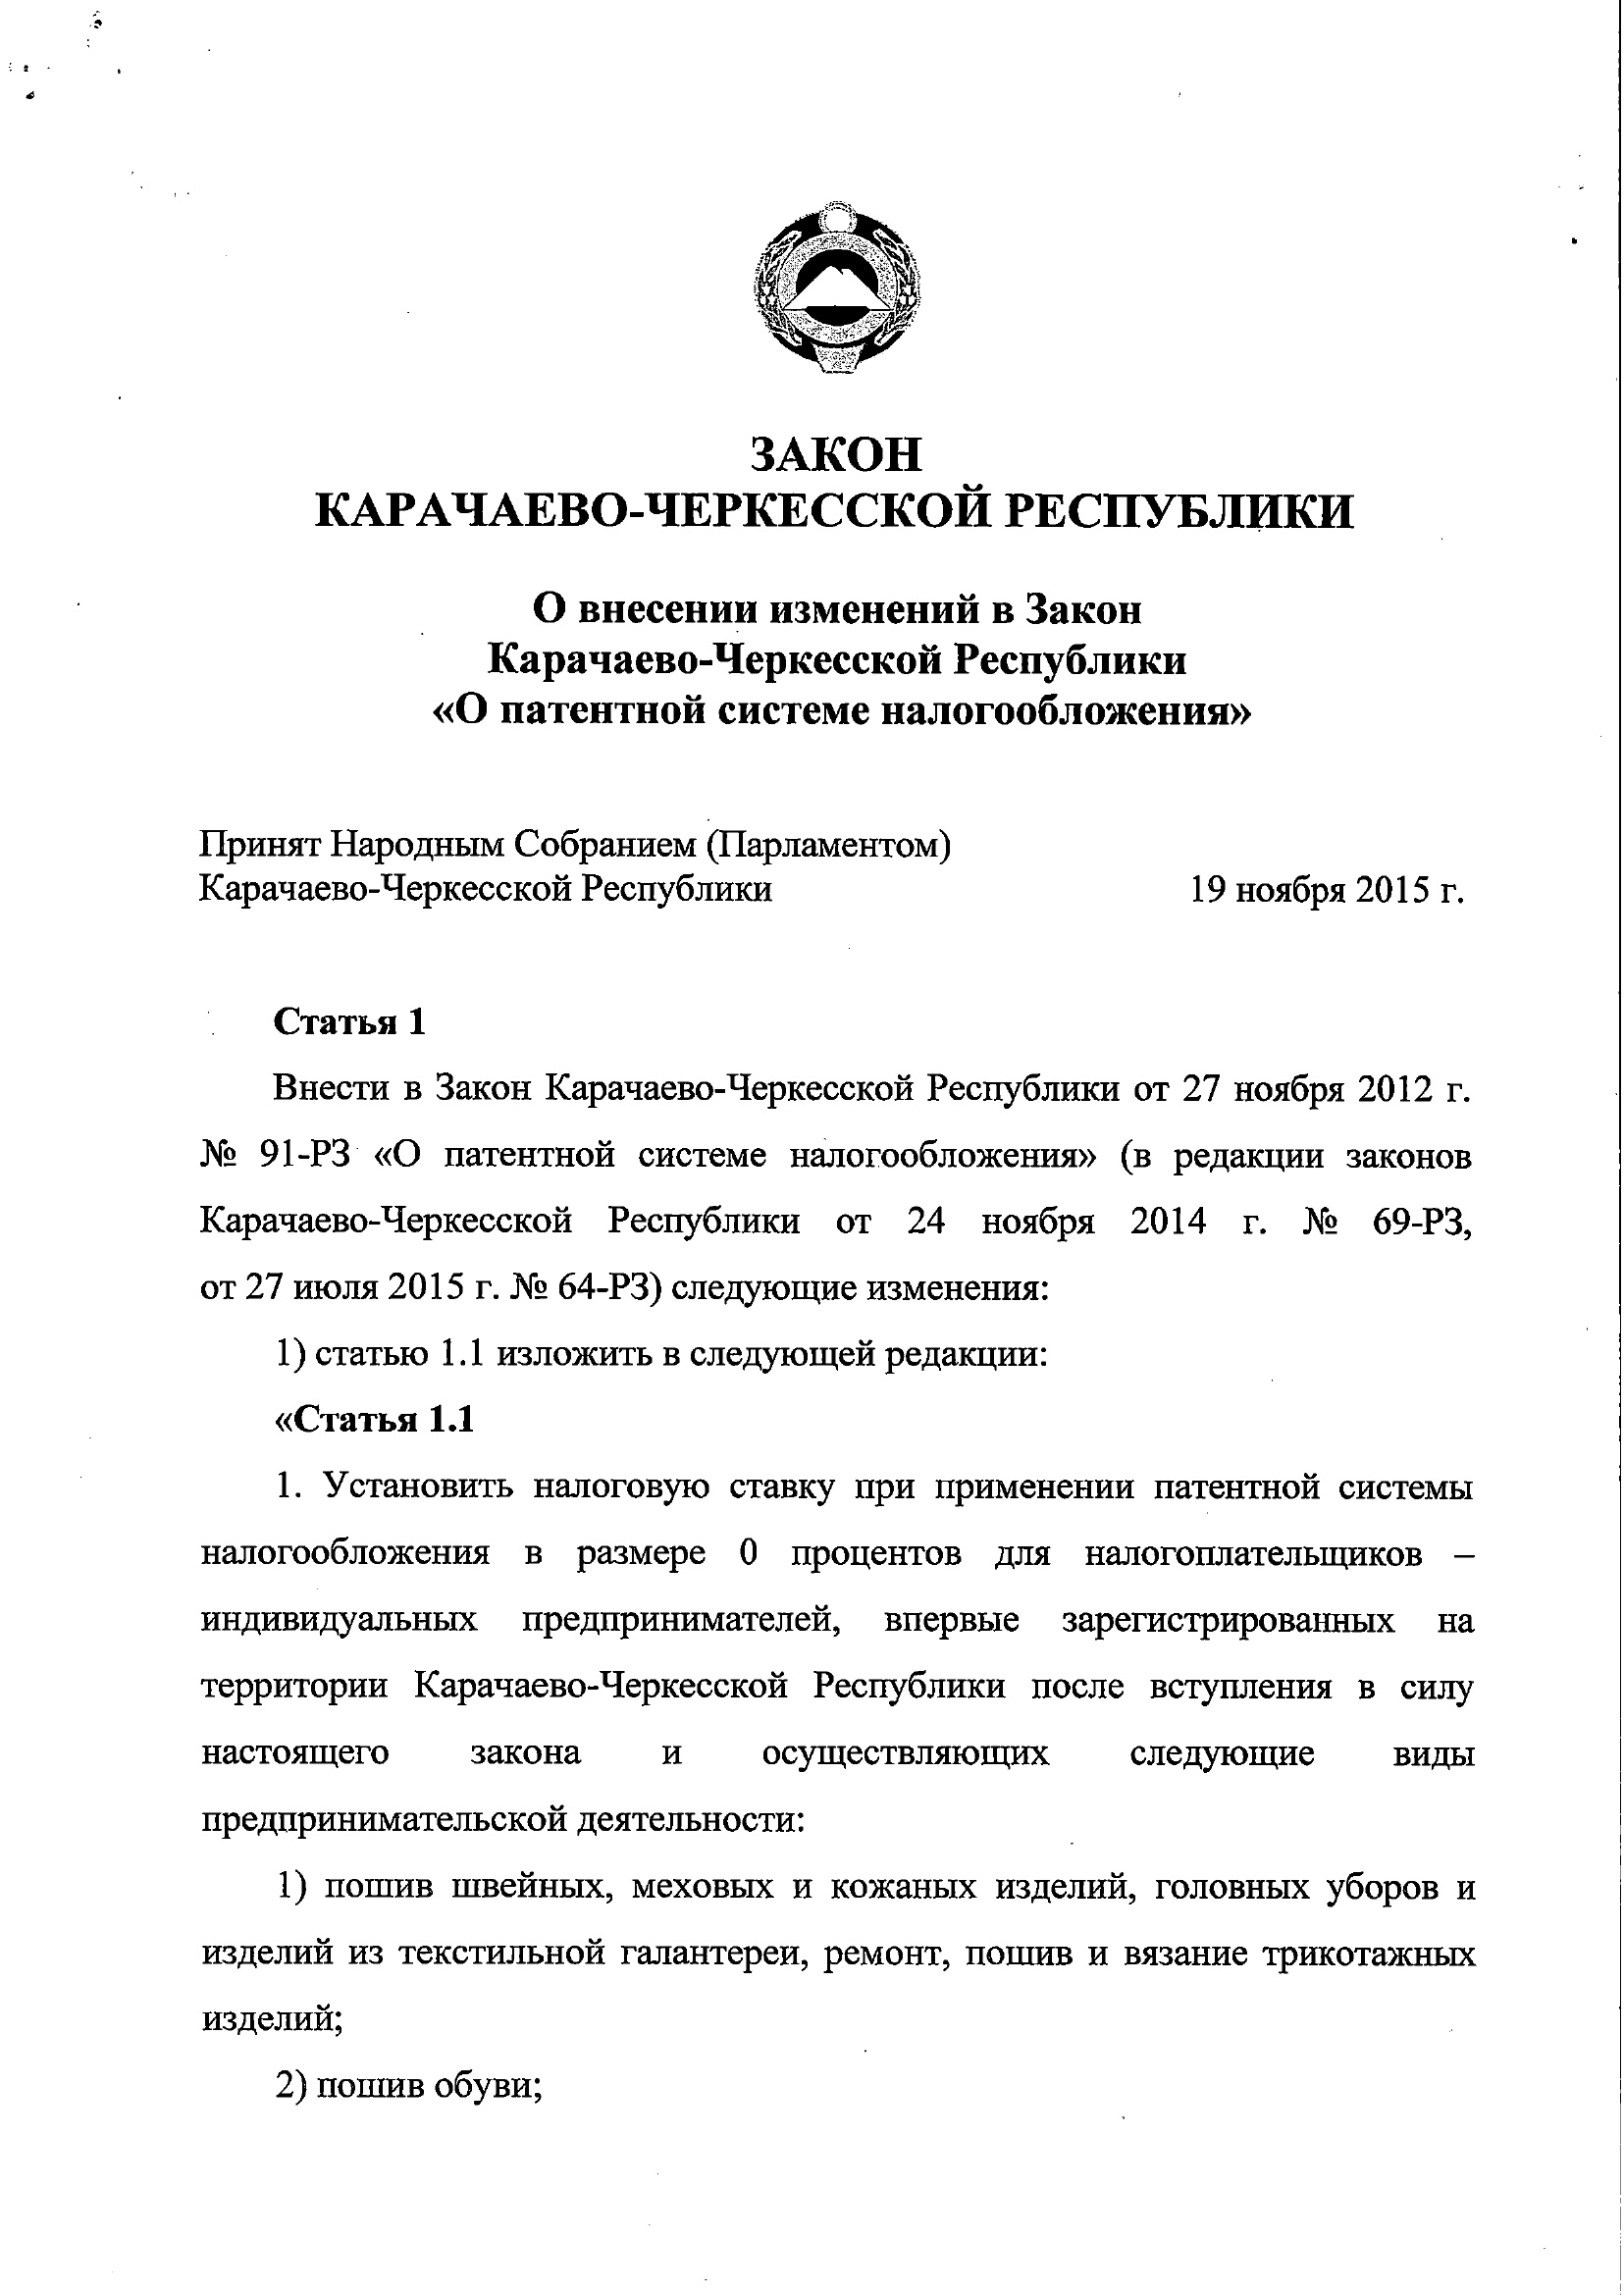 ЗАКОН
КАРАЧАЕВО-ЧЕРКЕССКОЙ РЕСПУБЛИКИ
О внесении изменений в Закон
Карачаево-Черкесской Республики
«О патентной системе налогообложения»
Принят Народным Собранием (Парламентом)
Карачаево-Черкесской Республики 19 ноября 2015 г.
Статья 1
Внести в Закон Карачаево-Черкесской Республики от 27 ноября 2012 г.
№ 91-РЗ «О патентной системе налогообложения» (в редакции законов
Карачаево-Черкесской Республики от 24 ноября 2014 г. № 69-РЗ,
от 27 июля 2015 г. № 64-РЗ) следующие изменения:
1) статью 1.1 изложить в следующей редакции:
«Статья 1.1
1. Установить налоговую ставку при применении патентной системы
налогообложения в размере 0 процентов для налогоплательщиков –
индивидуальных предпринимателей, впервые зарегистрированных на
территории Карачаево-Черкесской Республики после вступления в силу
настоящего закона и осуществляющих следующие виды
предпринимательской деятельности:
1) пошив швейных, меховых и кожаных изделий, головных уборов и
изделий из текстильной галантереи, ремонт, пошив и вязание трикотажных
изделий;
2) пошив обуви;